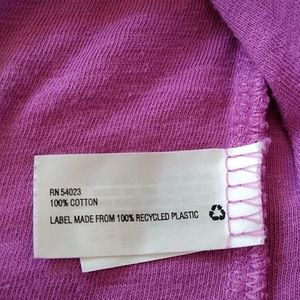 RN 54023
100% COTTON
LABEL MADE FROM 100% RECYCLED PLASTIC